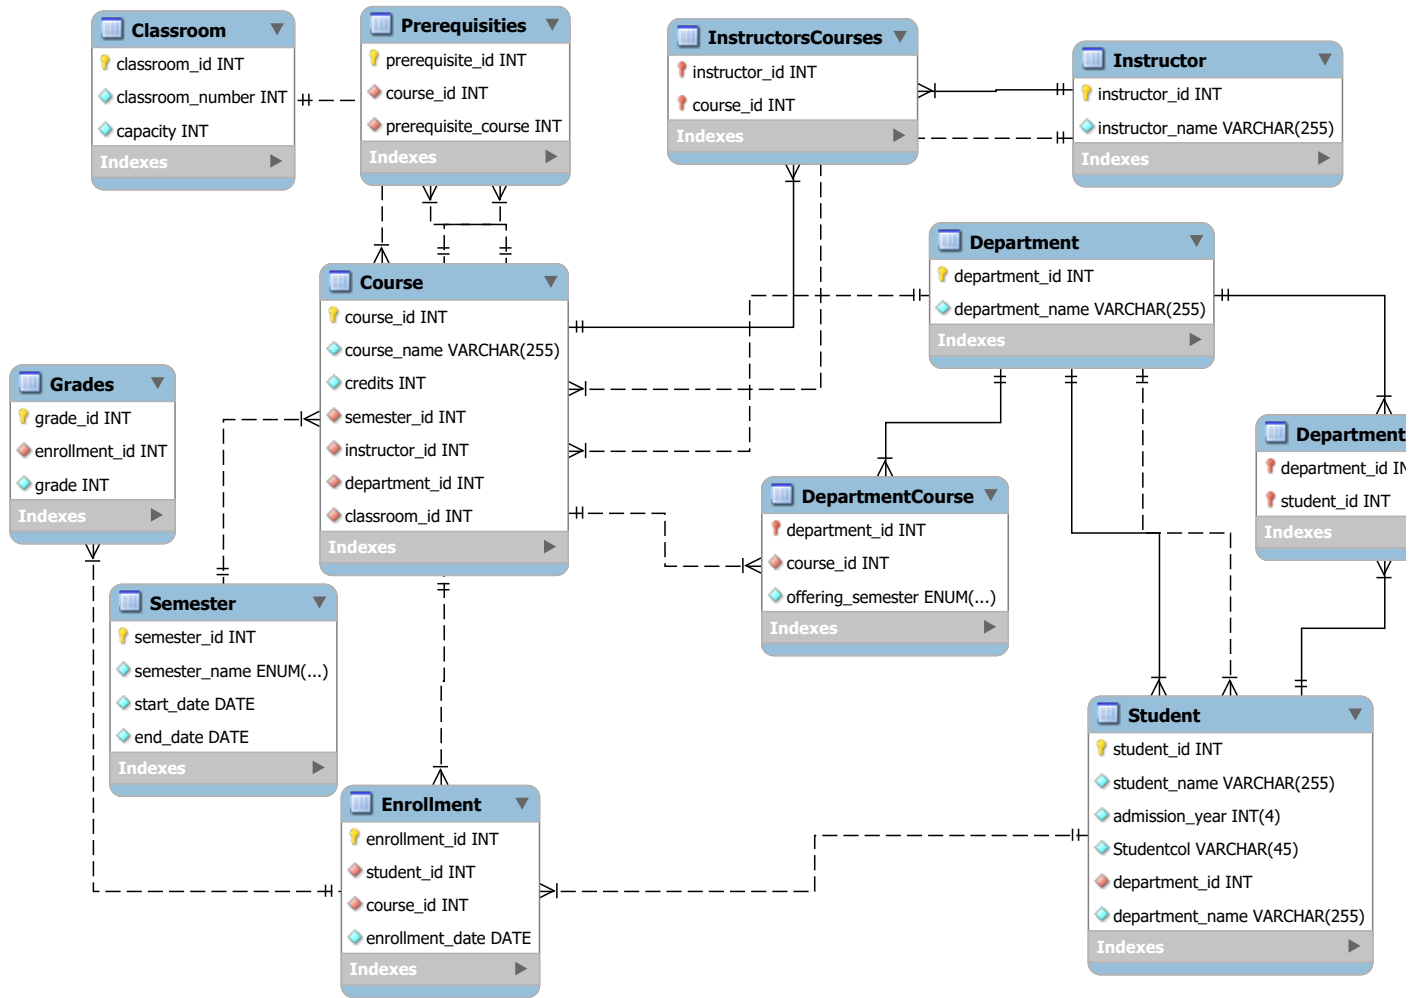 Classroom
classroom_id INT
classroom_number INT
capacity INT
Indexes
Prerequisities
prerequisite_id INT
course_id INT
prerequisite_course INT
Indexes
InstructorsCourses
instructor_id INT
course_id INT
Indexes
Instructor
instructor_id INT
instructor_name VARCHAR(255)
Indexes
Department
department_id INT
department_name VARCHAR(255)
Indexes
Course
course_id INT
course_name VARCHAR(255)
credits INT
semester_id INT
instructor_id INT
department_id INT
classroom_id INT
Indexes
Grades
grade_id INT
enrollment_id INT
grade INT
Indexes
Department
department_id IN
student_id INT
Indexes
DepartmentCourse
department_id INT
course_id INT
offering_semester ENUM(...)
Indexes
Semester
semester_id INT
semester_name ENUM(...)
start_date DATE
end_date DATE
Indexes
Student
student_id INT
student_name VARCHAR(255)
admission_year INT(4)
Studentcol VARCHAR(45)
department_id INT
department_name VARCHAR(255)
Indexes
Enrollment
enrollment_id INT
student_id INT
course_id INT
enrollment_date DATE
Indexes